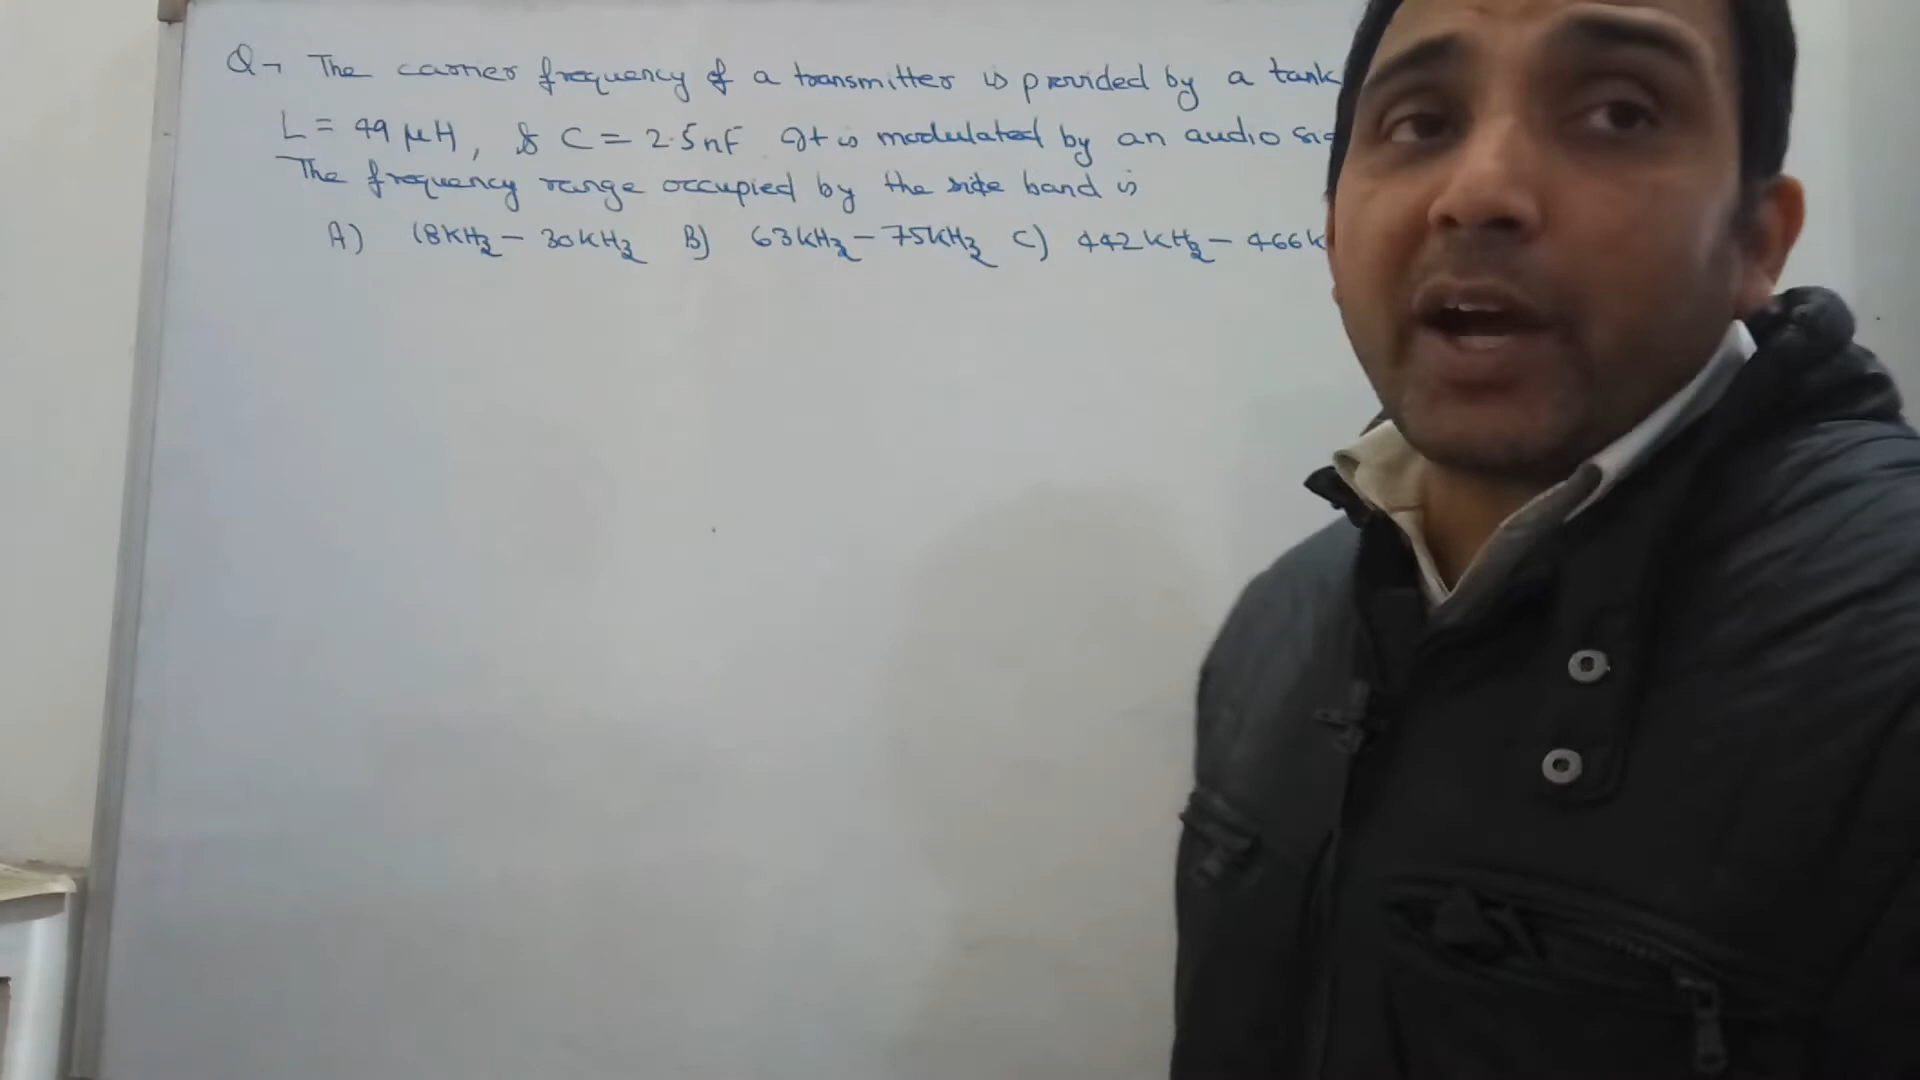 Q→ The carrier frequency of a transmitter is provided by a tank
L = 49 μH, & C = 2.5nF It is modulated by an audio
The frequency range occupied by the side band is
A) 18KHz – 30KHz B) 63KHz – 75KHz C) 442KHz – 466K